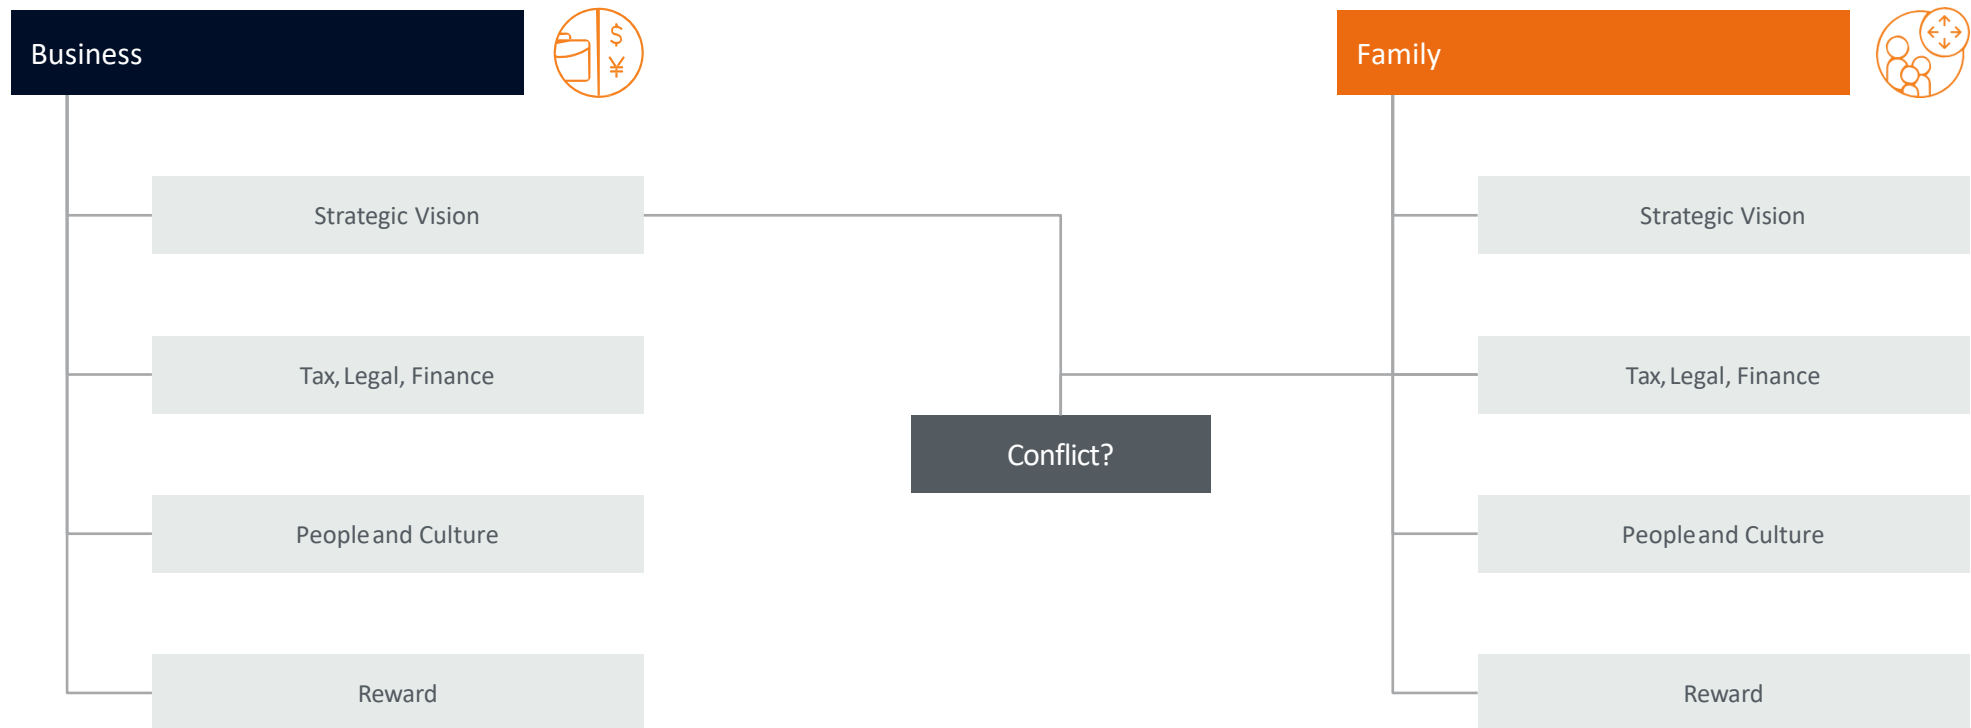 Business
$
¥
Strategic Vision
Tax, Legal, Finance
People and Culture
Reward
Conflict?
Family
Strategic Vision
Tax, Legal, Finance
People and Culture
Reward